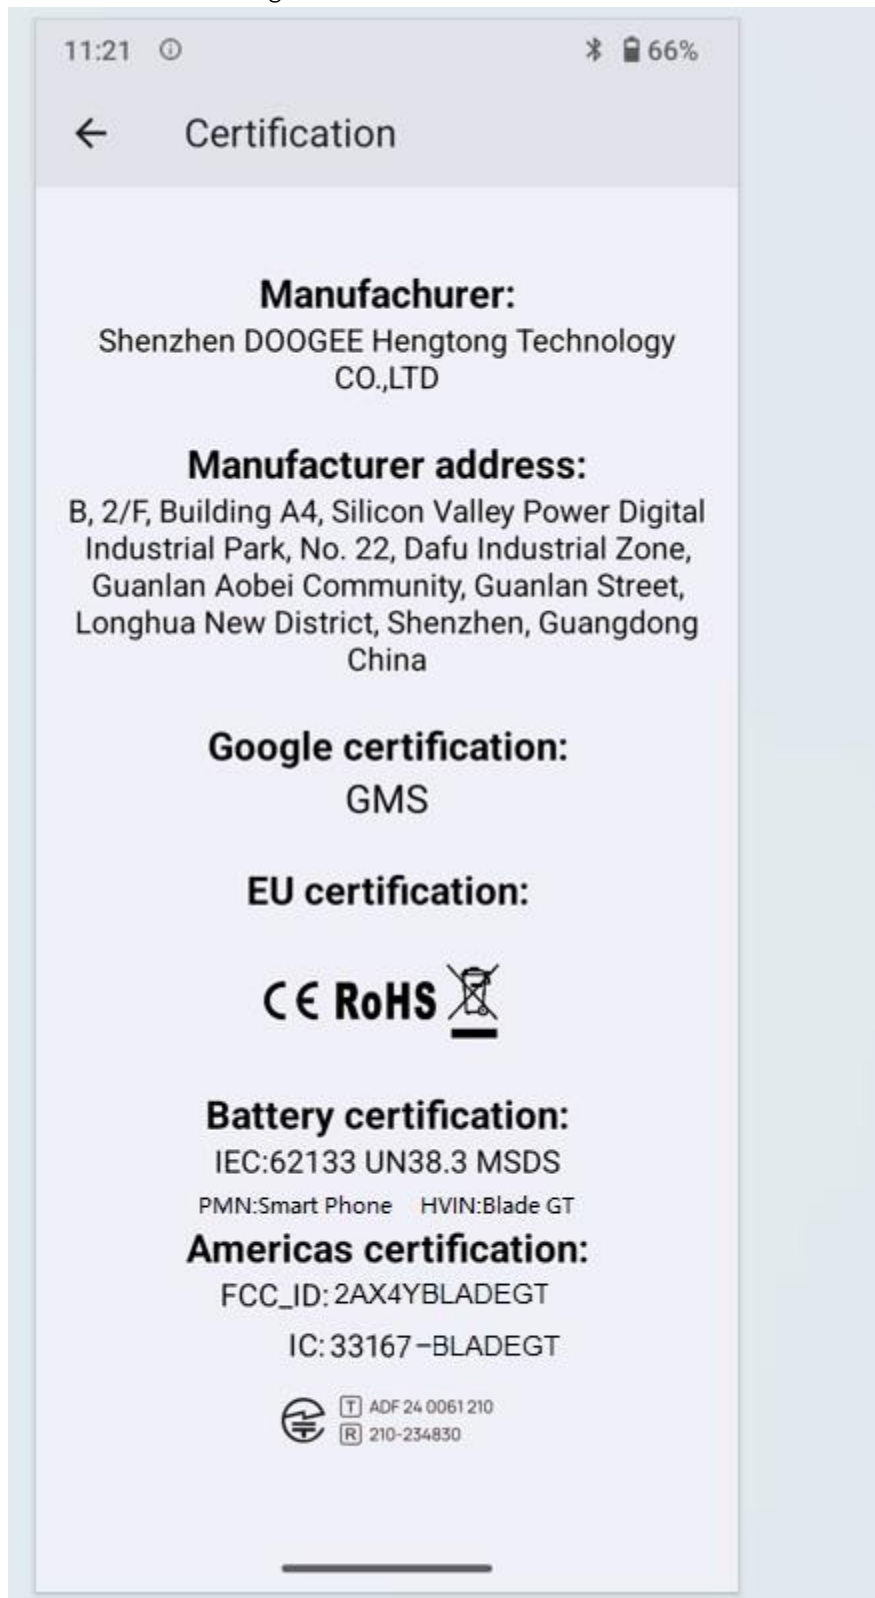 11:21
66%
Certification
Manufachurer:
Shenzhen DOOGEE Hengtong Technology
CO.,LTD
Manufacturer address:
B, 2/F, Building A4, Silicon Valley Power Digital
Industrial Park, No. 22, Dafu Industrial Zone,
Guanlan Aobei Community, Guanlan Street,
Longhua New District, Shenzhen, Guangdong
China
Google certification:
GMS
EU certification:
CE RoHS
Battery certification:
IEC:62133 UN38.3 MSDS
PMN:Smart Phone HVIN:Blade GT
Americas certification:
FCC_ID: 2AX4YBLADEGT
IC: 33167-BLADEGT
T ADF 24 0061 210
R 210-234830